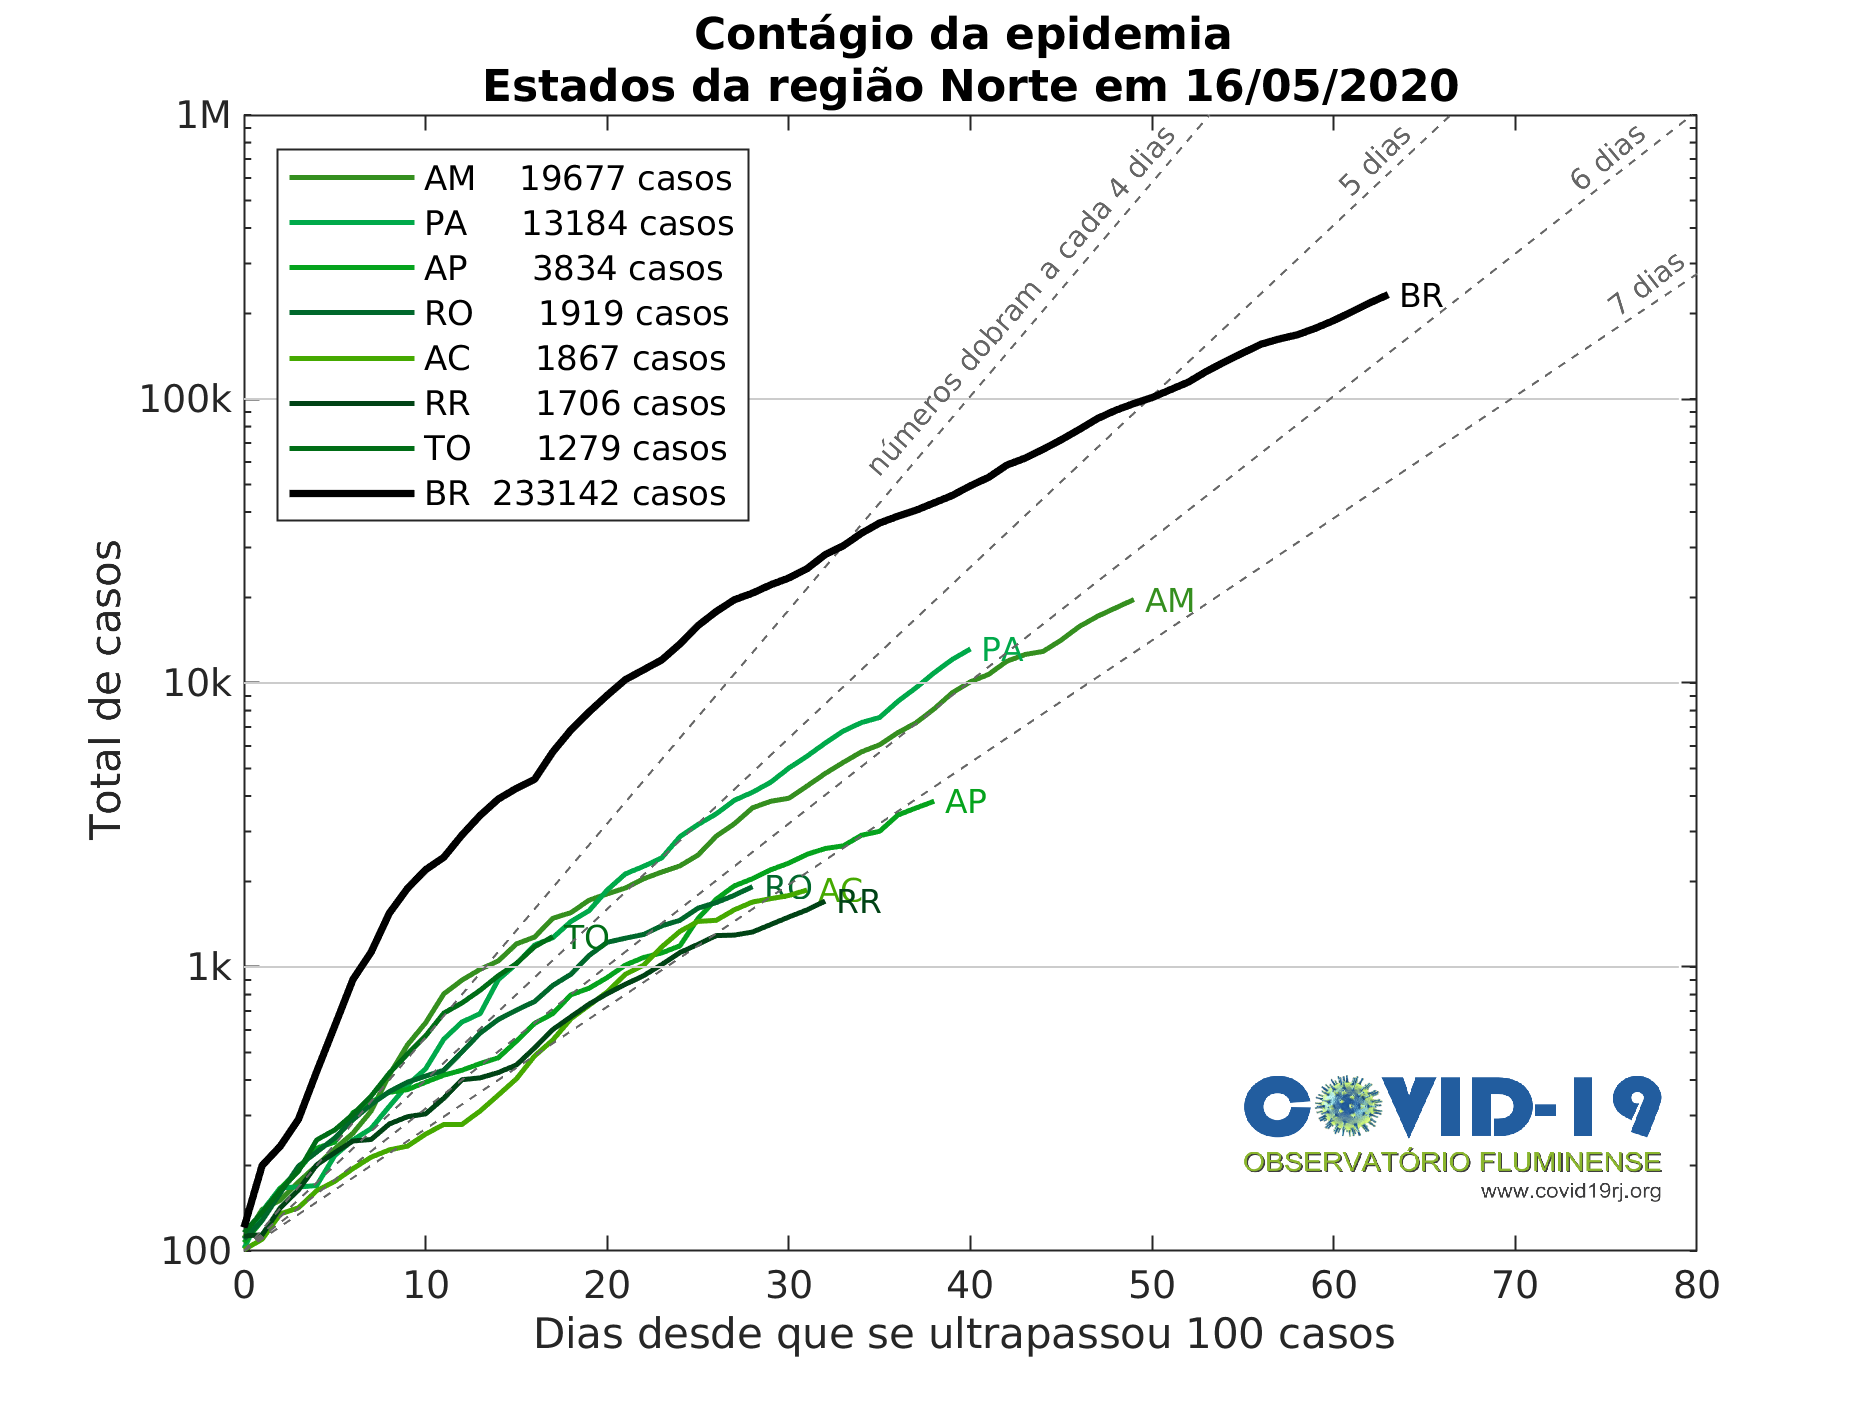 Contágio da epidemia
Estados da região Norte em 16/05/2020
1M
100k
10k
1k
100
Total de casos
AM 19677 casos
PA 13184 casos
AP 3834 casos
RO 1919 casos
AC 1867 casos
RR 1706 casos
TO 1279 casos
BR 233142 casos
números dobram a cada 4 dias
5 dias
6 dias
7 dias
BR
AM
PA
AP
RO
AC
RR
TO
COVID-19
OBSERVATÓRIO FLUMINENSE
www.covid19rj.org
0 10 20 30 40 50 60 70 80
Dias desde que se ultrapassou 100 casos